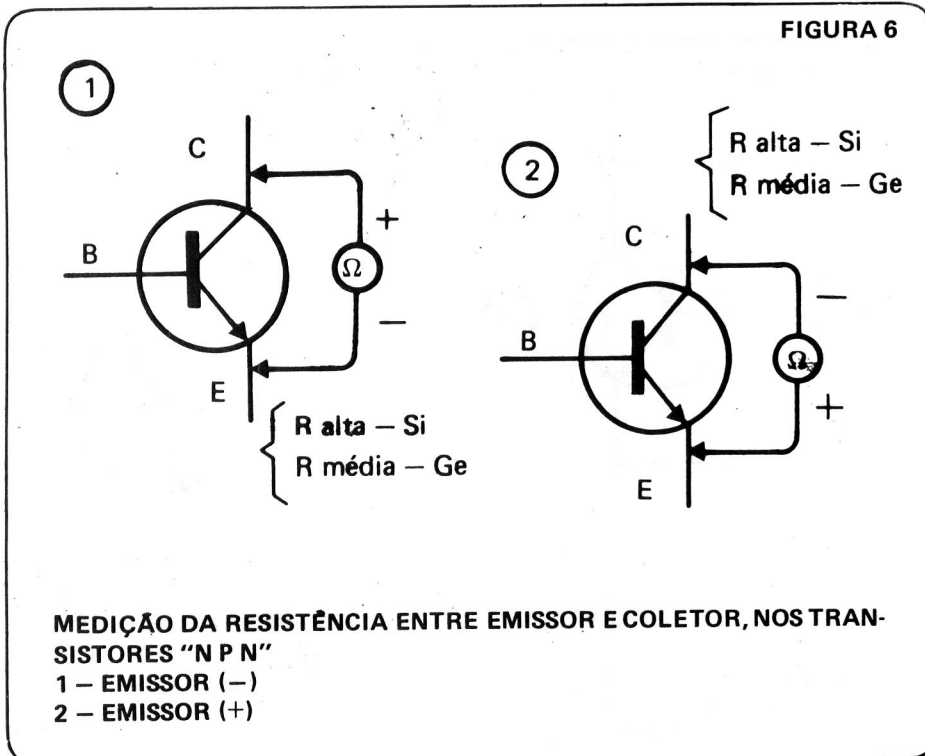 FIGURA 6
1
C
B
+
Ω
−
E
R alta — Si
R média — Ge
2
R alta — Si
R média — Ge
C
B
−
Ω
+
E
MEDIÇÃO DA RESISTÊNCIA ENTRE EMISSOR E COLETOR, NOS TRAN-
SISTORES "N P N"
1 — EMISSOR (—)
2 — EMISSOR (+)